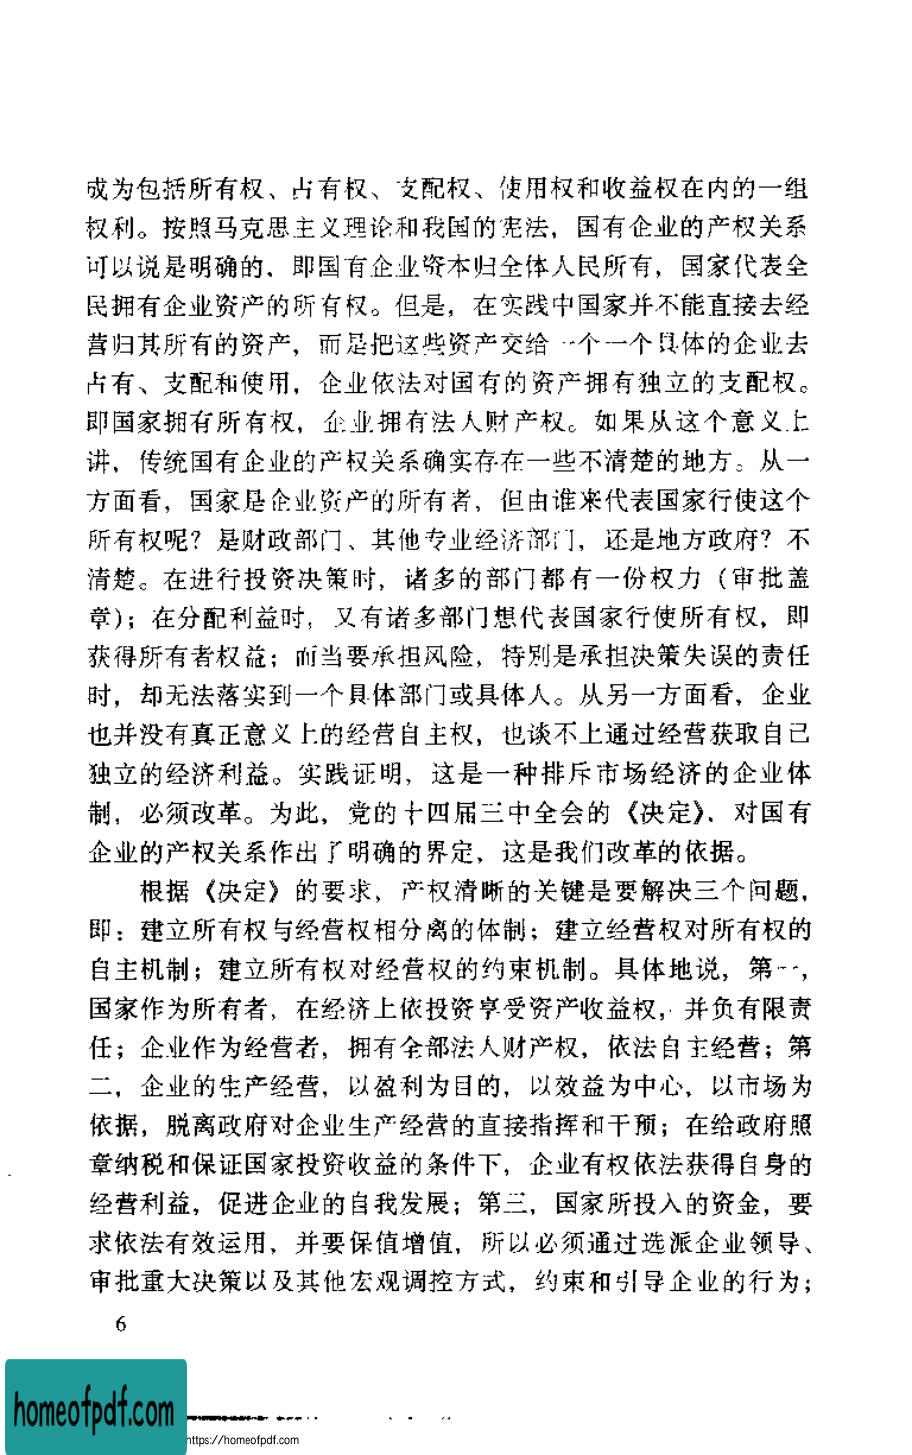 成为包括所有权、占有权、支配权、使用权和收益权在内的一组
权利。按照马克思主义理论和我国的宪法，国有企业的产权关系
可以说是明确的，即国有企业资本归全体人民所有，国家代表全
民拥有企业资产的所有权。但是，在实践中国家并不能直接去经
营归其所有的资产，而是把这些资产交给一个一个具体的企业去
占有、支配和使用，企业依法对国有的资产拥有独立的支配权。
即国家拥有所有权，企业拥有法人财产权。如果从这个意义上
讲，传统国有企业的产权关系确实存在一些不清楚的地方。从一
方面看，国家是企业资产的所有者，但由谁来代表国家行使这个
所有权呢？是财政部门、其他专业经济部门，还是地方政府？不
清楚。在进行投资决策时，诸多的部门都有一份权力（审批盖
章）；在分配利益时，又有诸多部门想代表国家行使所有权，即
获得所有者权益；而当要承担风险，特别是承担决策失误的责任
时，却无法落实到一个具体部门或具体人。从另一方面看，企业
也并没有真正意义上的经营自主权，也谈不上通过经营获取自己
独立的经济利益。实践证明，这是一种排斥市场经济的企业体
制，必须改革。为此，党的十四届三中全会的《决定》，对国有
企业的产权关系作出了明确的界定，这是我们改革的依据。
根据《决定》的要求，产权清晰的关键是要解决三个问题，
即：建立所有权与经营权相分离的体制；建立经营权对所有权的
自主机制；建立所有权对经营权的约束机制。具体地说，第一，
国家作为所有者，在经济上依投资享受资产收益权，并负有限责
任；企业作为经营者，拥有全部法人财产权，依法自主经营；第
二，企业的生产经营，以盈利为目的，以效益为中心，以市场为
依据，脱离政府对企业生产经营的直接指挥和干预；在给政府照
章纳税和保证国家投资收益的条件下，企业有权依法获得自身的
经营利益，促进企业的自我发展；第三，国家所投入的资金，要
求依法有效运用，并要保值增值，所以必须通过选派企业领导、
审批重大决策以及其他宏观调控方式，约束和引导企业的行为；
6
homeofpdf.com
https://homeofpdf.com